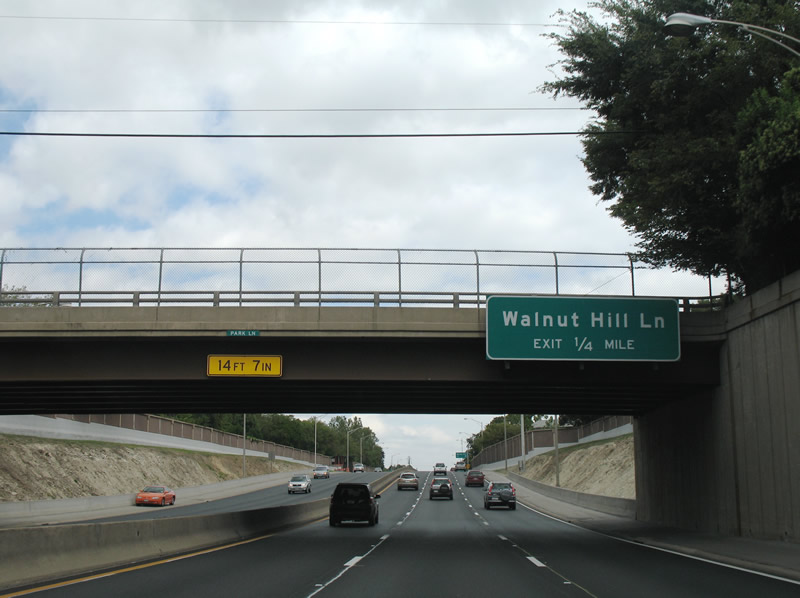 Walnut Hill Ln
EXIT 1/4 MILE
PARK LN
14 FT 7 IN